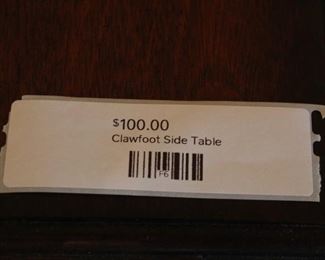 $100.00
Clawfoot Side Table
F6